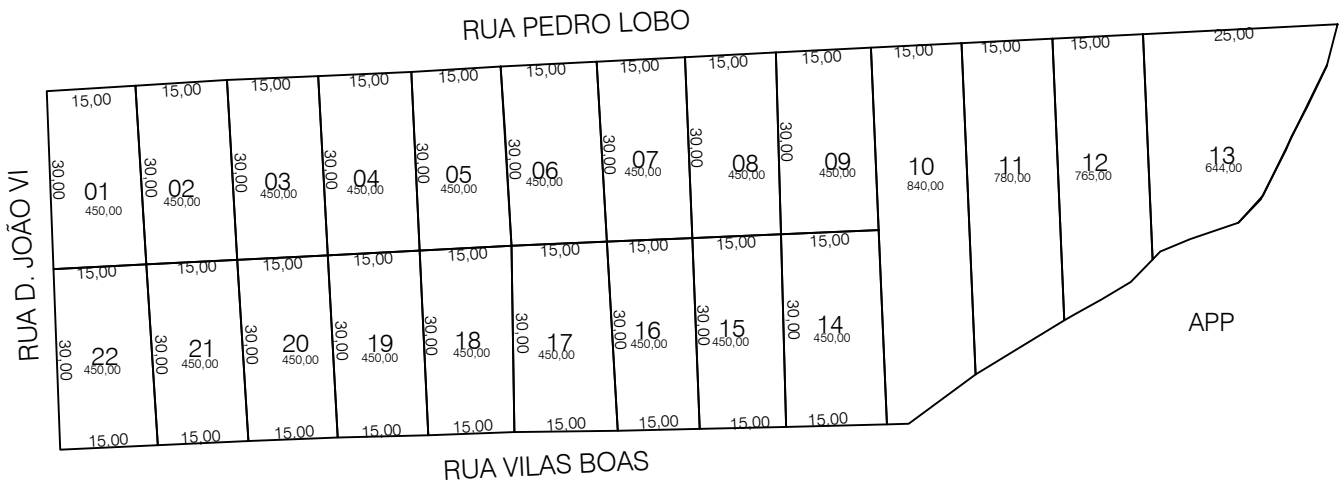 RUA PEDRO LOBO
15,00 15,00 15,00 15,00 15,00 15,00 15,00 15,00 15,00 15,00 15,00 15,00 25,00
RUA D. JOÃO VI
30,00 30,00 30,00 30,00 30,00 30,00 30,00 30,00 30,00
01 02 03 04 05 06 07 08 09 10 11 12 13
450,00 450,00 450,00 450,00 450,00 450,00 450,00 450,00 450,00 840,00 780,00 765,00 644,00
15,00 15,00 15,00 15,00 15,00 15,00 15,00 15,00 15,00
30,00 30,00 30,00 30,00 30,00 30,00 30,00 30,00 30,00
22 21 20 19 18 17 16 15 14
450,00 450,00 450,00 450,00 450,00 450,00 450,00 450,00 450,00
APP
15,00 15,00 15,00 15,00 15,00 15,00 15,00 15,00 15,00
RUA VILAS BOAS